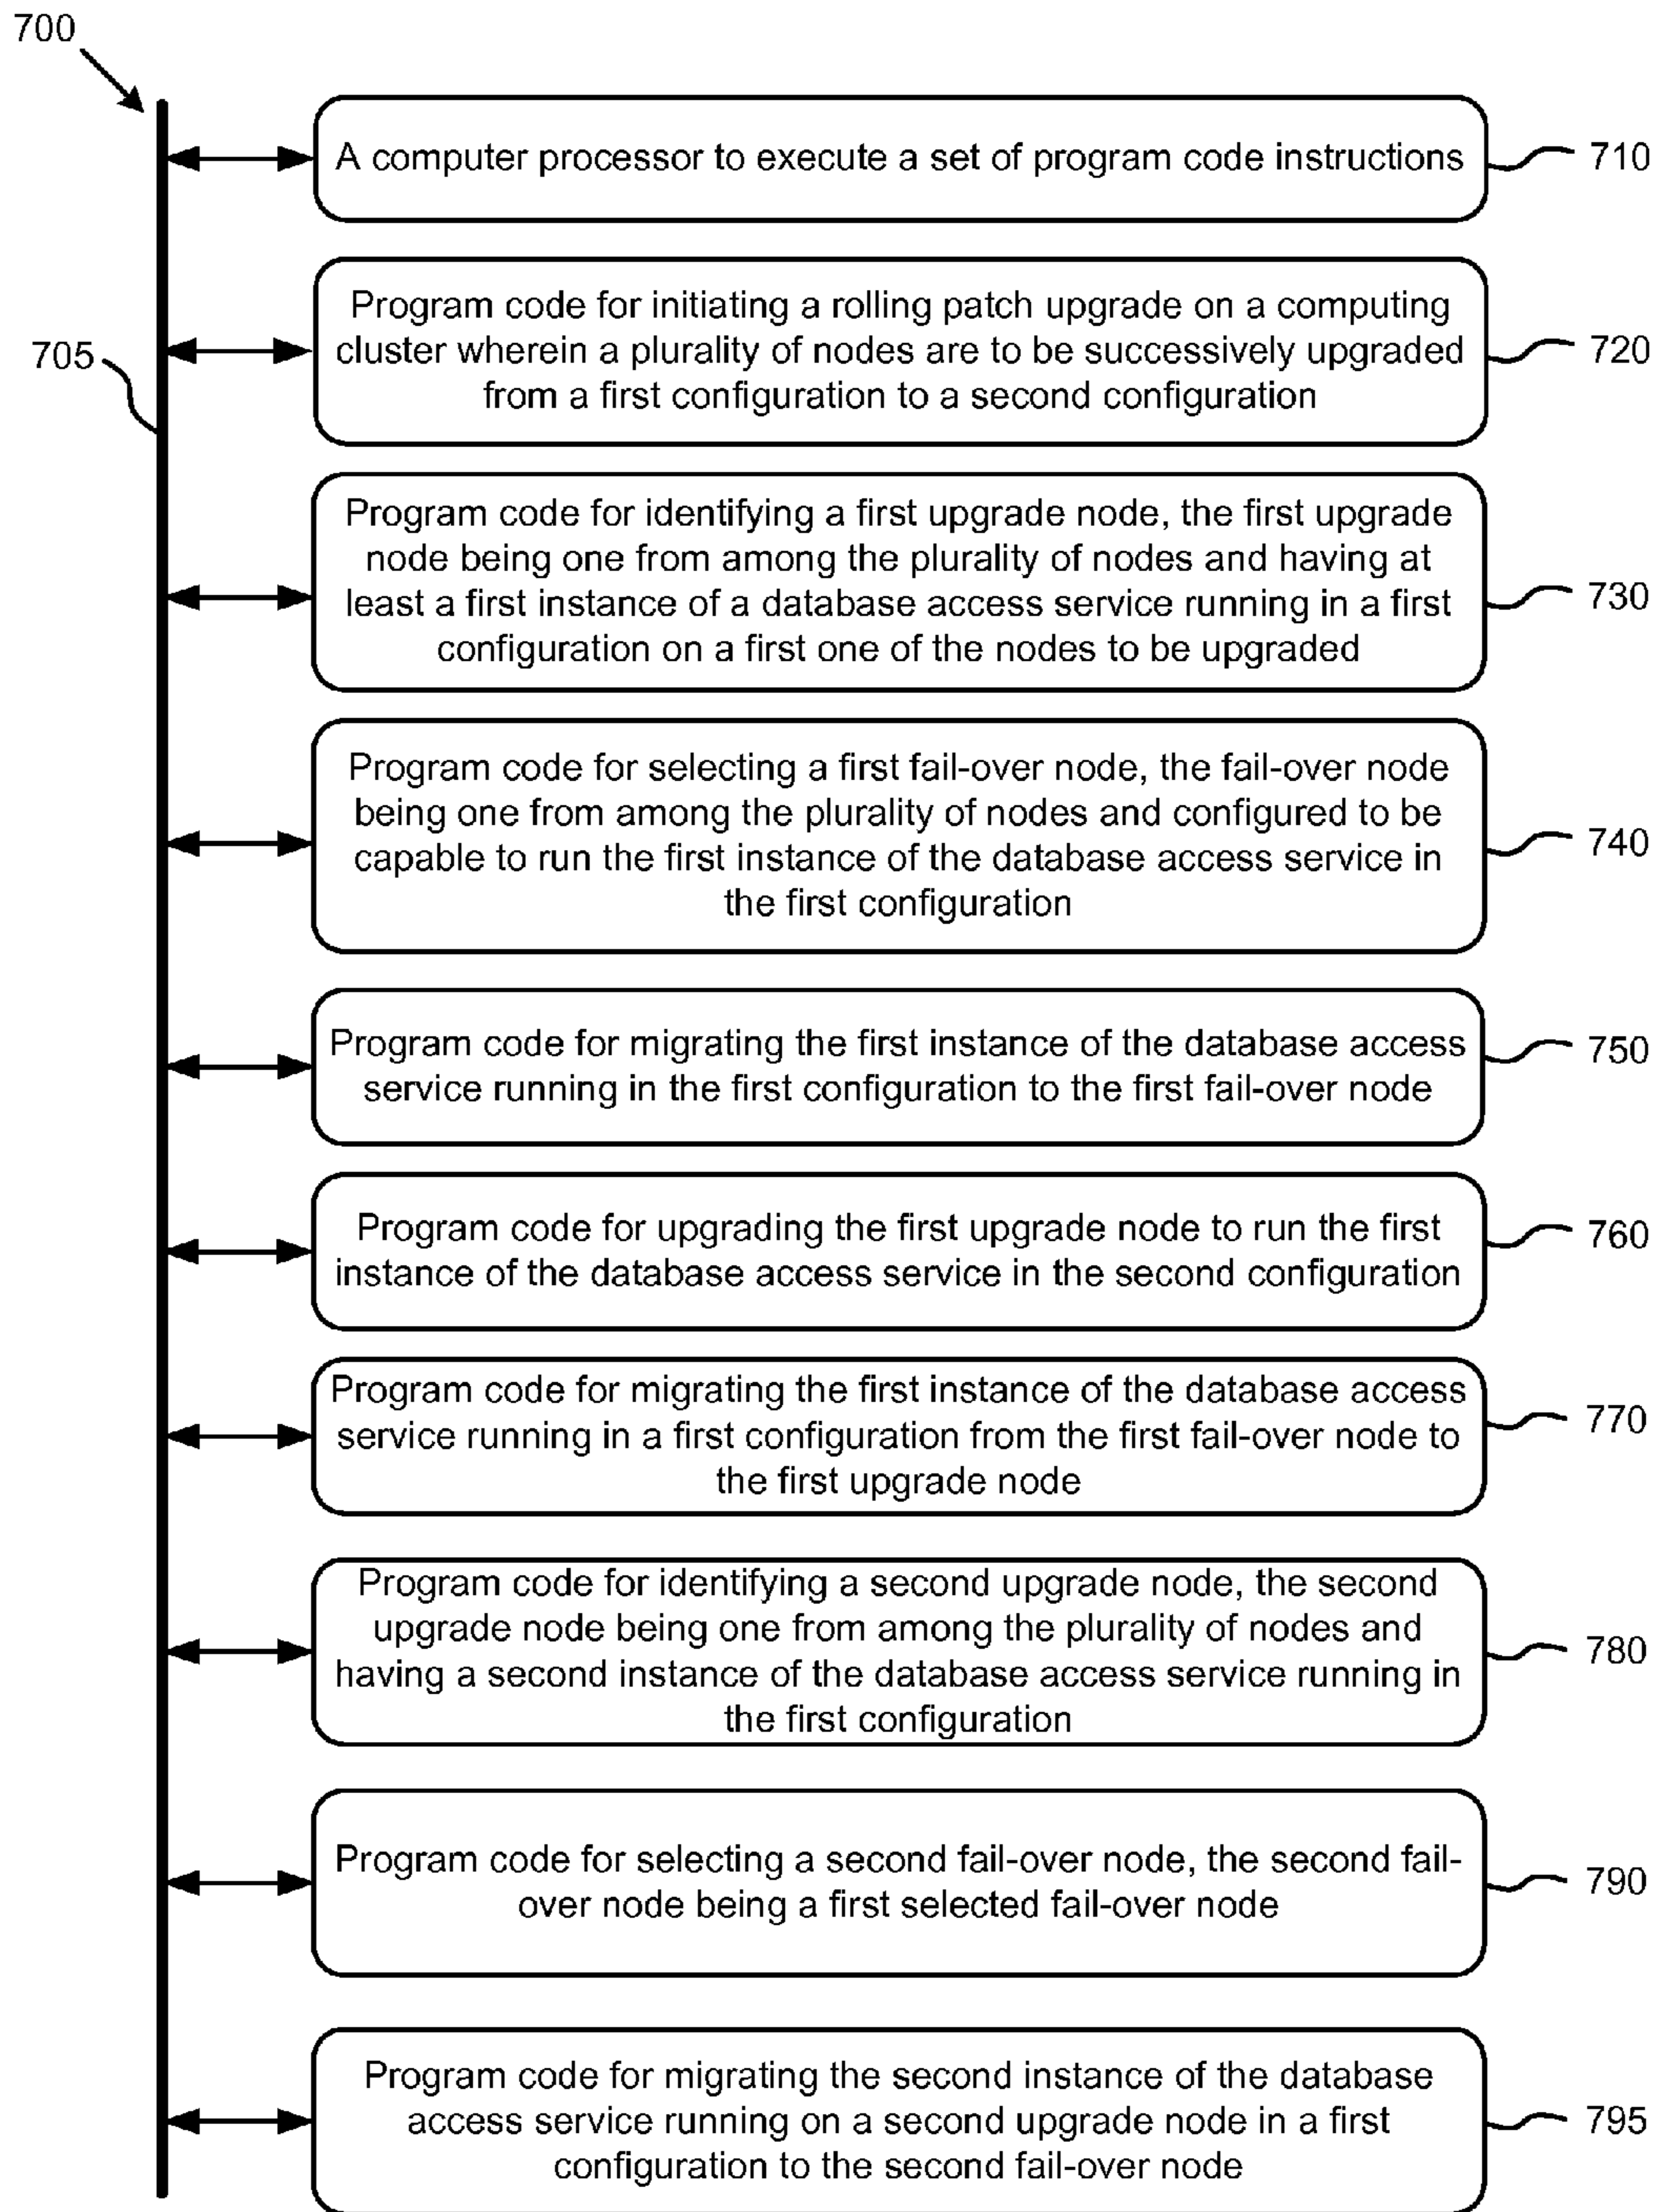 700
A computer processor to execute a set of program code instructions
710
Program code for initiating a rolling patch upgrade on a computing
cluster wherein a plurality of nodes are to be successively upgraded
from a first configuration to a second configuration
705
720
Program code for identifying a first upgrade node, the first upgrade
node being one from among the plurality of nodes and having at
least a first instance of a database access service running in a first
configuration on a first one of the nodes to be upgraded
730
Program code for selecting a first fail-over node, the fail-over node
being one from among the plurality of nodes and configured to be
capable to run the first instance of the database access service in
the first configuration
740
Program code for migrating the first instance of the database access
service running in the first configuration to the first fail-over node
750
Program code for upgrading the first upgrade node to run the first
instance of the database access service in the second configuration
760
Program code for migrating the first instance of the database access
service running in a first configuration from the first fail-over node to
the first upgrade node
770
Program code for identifying a second upgrade node, the second
upgrade node being one from among the plurality of nodes and
having a second instance of the database access service running in
the first configuration
780
Program code for selecting a second fail-over node, the second fail-
over node being a first selected fail-over node
790
Program code for migrating the second instance of the database
access service running on a second upgrade node in a first
configuration to the second fail-over node
795